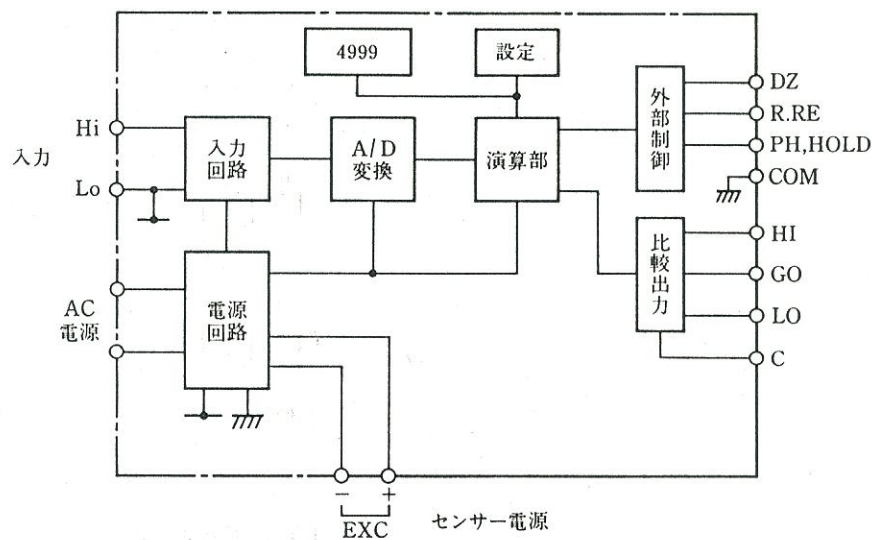 4999
設定
入力
Hi
Lo
入力
回路
A/D
変換
演算部
外部制御
DZ
R.RE
PH,HOLD
COM
比較出力
HI
GO
LO
C
AC
電源
電源
回路
− +
EXC
センサー電源